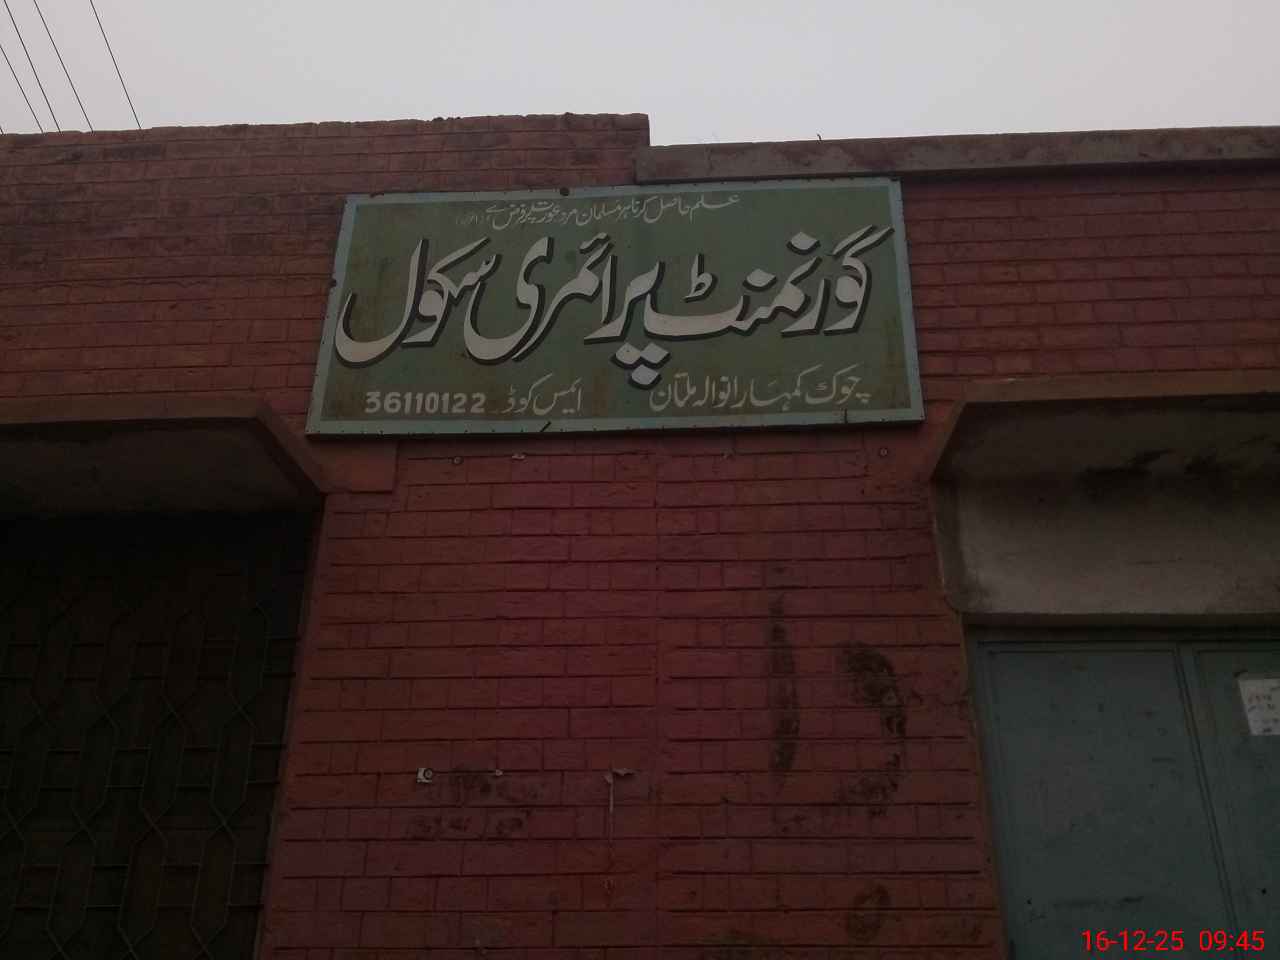 علم حاصل کرنا ہر مسلمان مرد عورت پر فرض ہے
گورنمنٹ پرائمری سکول
چوک کمہارانوالہ ملتان ایمس کوڈ 36110122
16-12-25 09:45